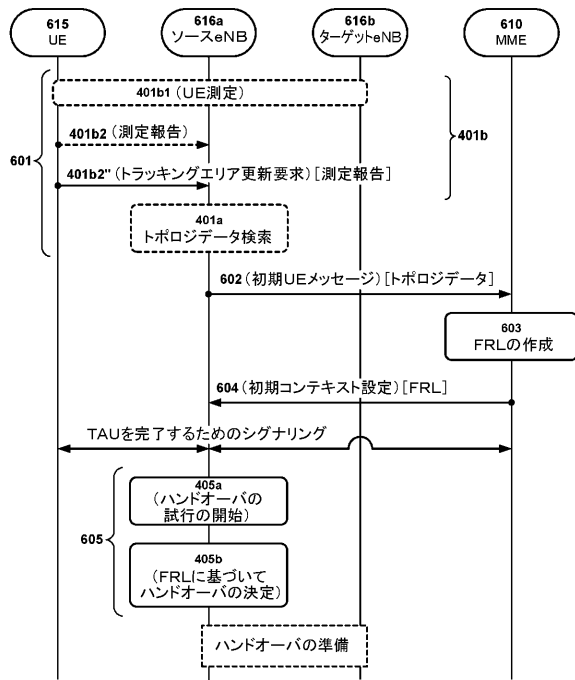 615
UE
616a
ソースeNB
616b
ターゲットeNB
610
MME
401b1 (UE測定)
401b2 (測定報告)
401b
601
401b2" (トラッキングエリア更新要求) [測定報告]
401a
トポロジデータ検索
602 (初期UEメッセージ) [トポロジデータ]
603
FRLの作成
604 (初期コンテキスト設定) [FRL]
TAUを完了するためのシグナリング
405a
(ハンドオーバの
試行の開始)
605
405b
(FRLに基づいて
ハンドオーバの決定)
ハンドオーバの準備